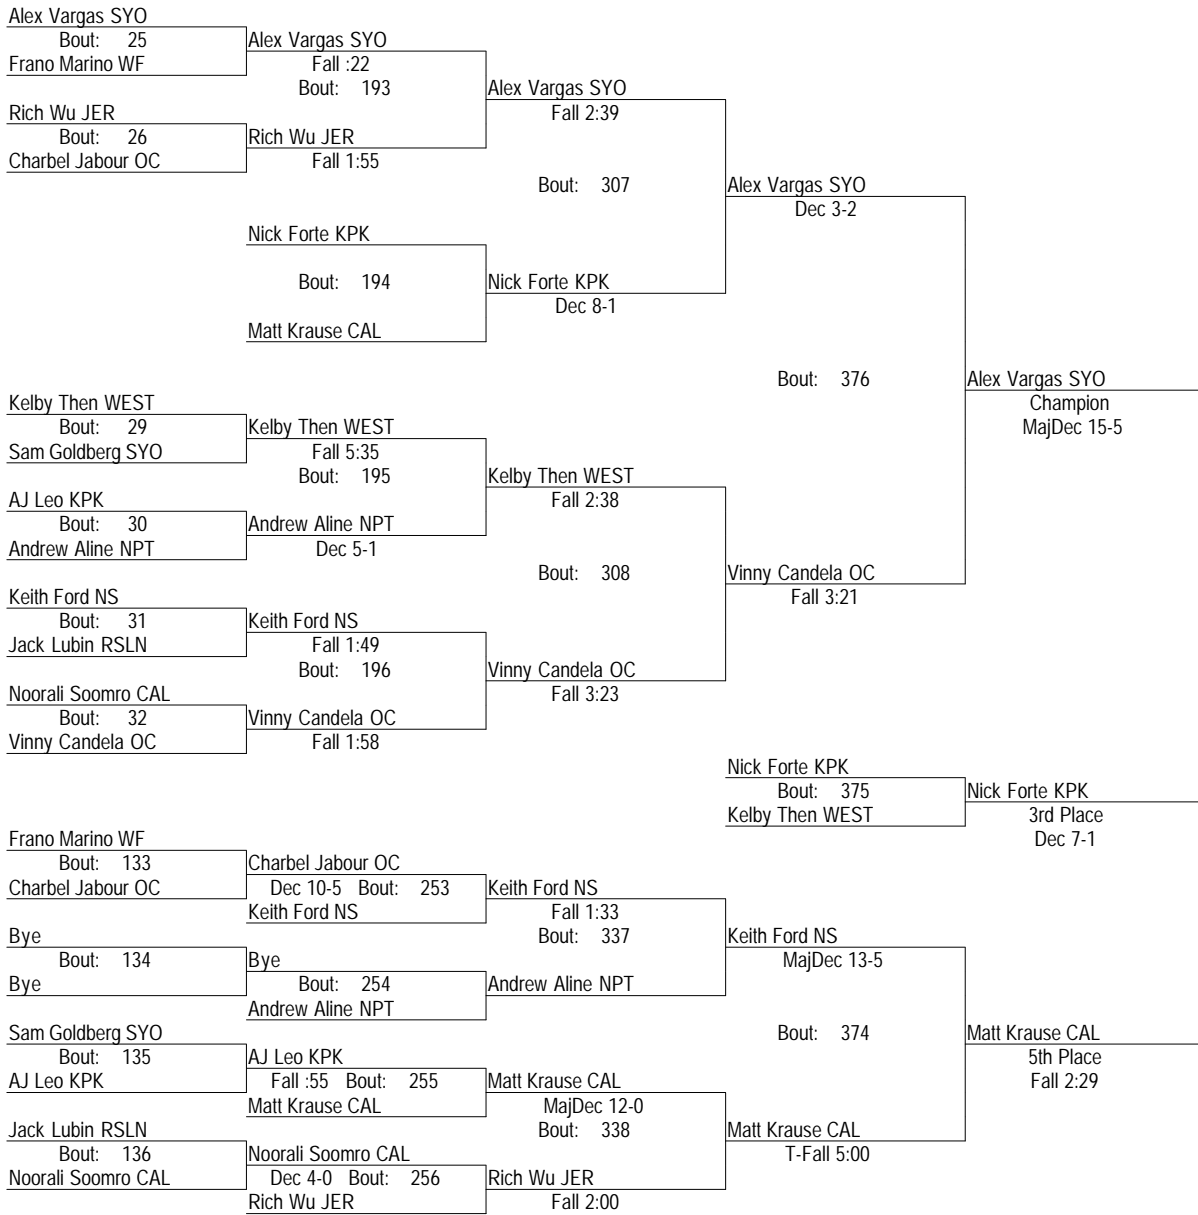 Alex Vargas SYO
Bout: 25
Alex Vargas SYO
Frano Marino WF
Fall :22
Bout: 193
Alex Vargas SYO
Rich Wu JER
Fall 2:39
Bout: 26
Rich Wu JER
Charbel Jabour OC
Fall 1:55
Bout: 307
Alex Vargas SYO
Dec 3-2
Nick Forte KPK
Bout: 194
Nick Forte KPK
Dec 8-1
Matt Krause CAL
Bout: 376
Alex Vargas SYO
Kelby Then WEST
Champion
Bout: 29
Kelby Then WEST
MajDec 15-5
Sam Goldberg SYO
Fall 5:35
Bout: 195
Kelby Then WEST
AJ Leo KPK
Fall 2:38
Bout: 30
Andrew Aline NPT
Andrew Aline NPT
Dec 5-1
Bout: 308
Vinny Candela OC
Keith Ford NS
Fall 3:21
Bout: 31
Keith Ford NS
Jack Lubin RSLN
Fall 1:49
Bout: 196
Vinny Candela OC
Noorali Soomro CAL
Fall 3:23
Bout: 32
Vinny Candela OC
Vinny Candela OC
Fall 1:58
Nick Forte KPK
Bout: 375
Nick Forte KPK
Kelby Then WEST
3rd Place
Dec 7-1
Frano Marino WF
Bout: 133
Charbel Jabour OC
Charbel Jabour OC
Dec 10-5 Bout: 253
Keith Ford NS
Keith Ford NS
Fall 1:33
Bye
Bout: 337
Keith Ford NS
Bout: 134
Bye
MajDec 13-5
Bye
Bout: 254
Andrew Aline NPT
Andrew Aline NPT
Sam Goldberg SYO
Bout: 374
Matt Krause CAL
Bout: 135
AJ Leo KPK
5th Place
AJ Leo KPK
Fall :55 Bout: 255
Matt Krause CAL
Fall 2:29
Matt Krause CAL
MajDec 12-0
Jack Lubin RSLN
Bout: 338
Matt Krause CAL
Bout: 136
Noorali Soomro CAL
T-Fall 5:00
Noorali Soomro CAL
Dec 4-0 Bout: 256
Rich Wu JER
Rich Wu JER
Fall 2:00